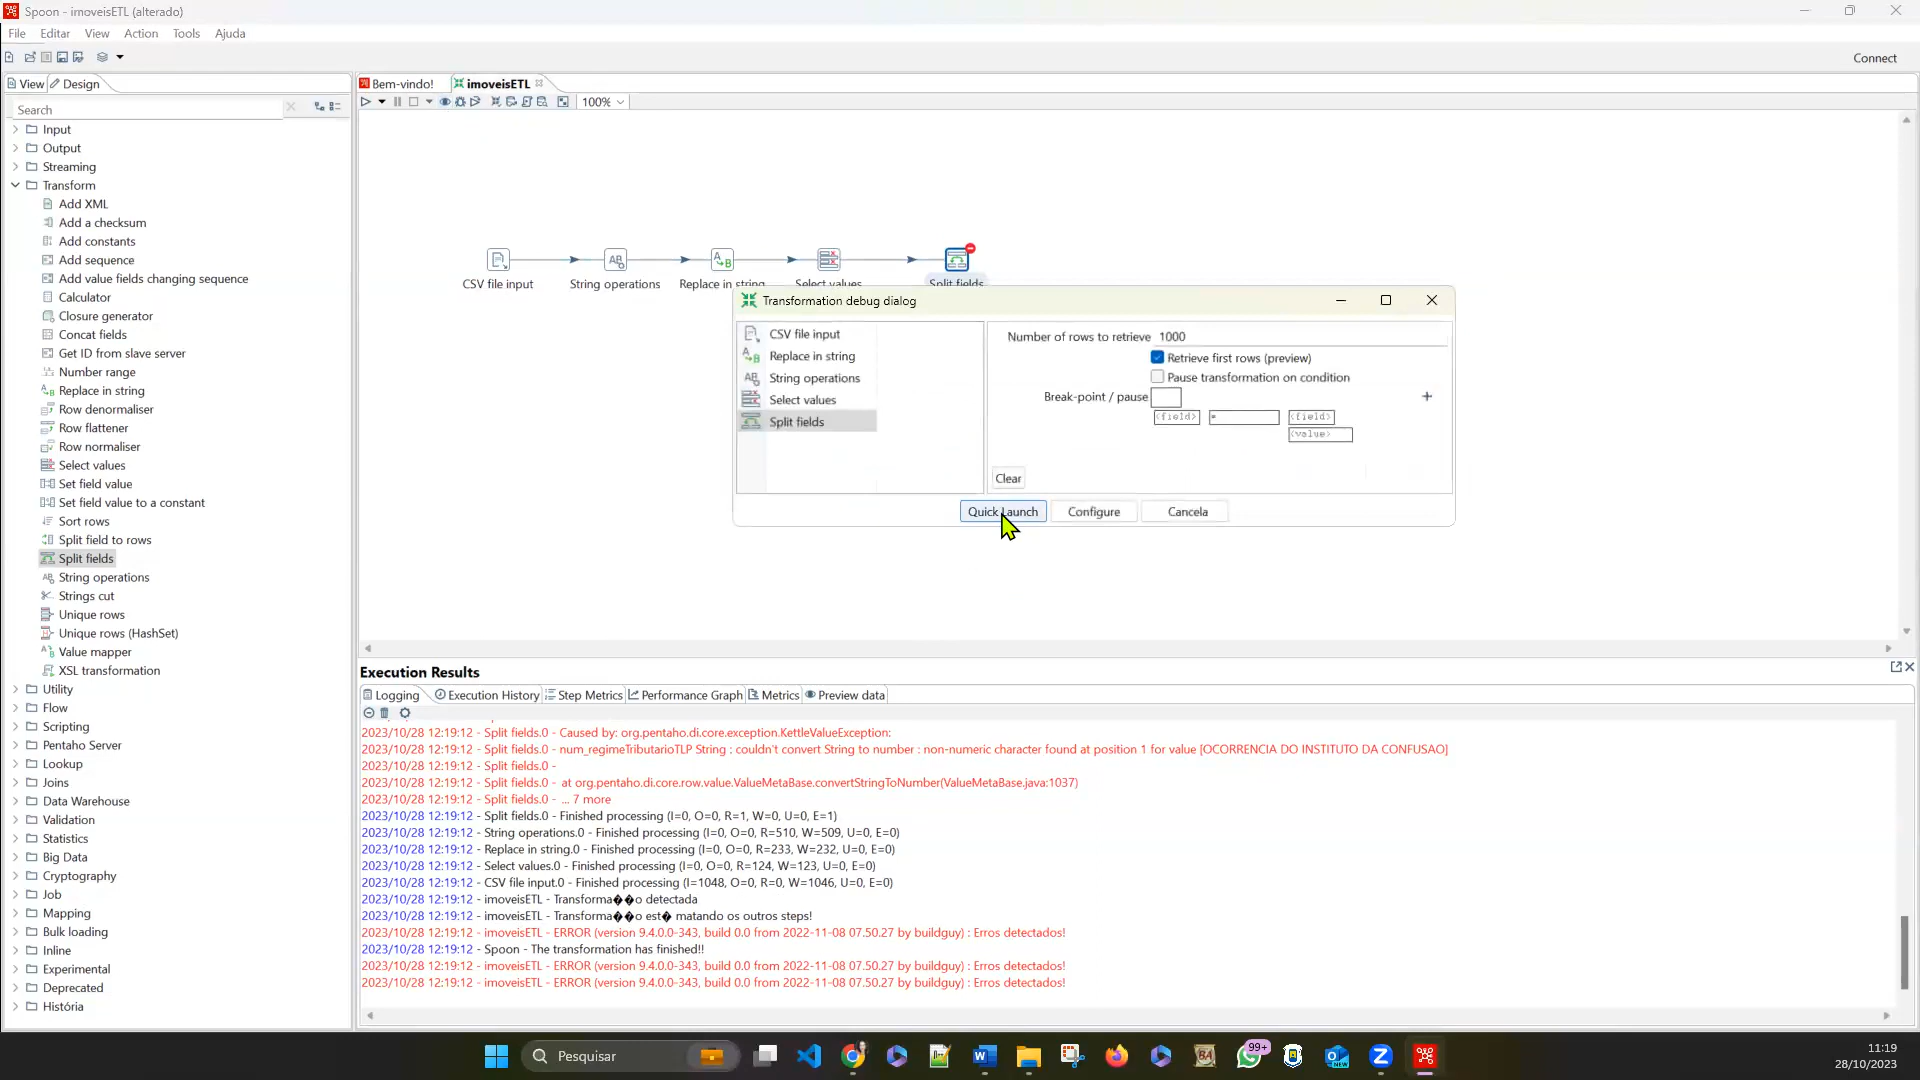 Spoon - imoveisETL (alterado)
File Editar View Action Tools Ajuda
Connect
View Design
Bem-vindo! imoveisETL
100%
Search
Input
Output
Streaming
Transform
Add XML
Add a checksum
Add constants
Add sequence
Add value fields changing sequence
Calculator
Closure generator
Concat fields
Get ID from slave server
Number range
Replace in string
Row denormaliser
Row flattener
Row normaliser
Select values
Set field value
Set field value to a constant
Sort rows
Split field to rows
Split fields
String operations
Strings cut
Unique rows
Unique rows (HashSet)
Value mapper
XSL transformation
Utility
Flow
Scripting
Pentaho Server
Lookup
Joins
Data Warehouse
Validation
Statistics
Big Data
Cryptography
Job
Mapping
Bulk loading
Inline
Experimental
Deprecated
História
CSV file input String operations Replace in string Select values Split fields
Transformation debug dialog
CSV file input
Replace in string
String operations
Select values
Split fields
Number of rows to retrieve 1000
Retrieve first rows (preview)
Pause transformation on condition
Break-point / pause
<field> = <field>
<value>
Clear
Quick Launch Configure Cancela
Execution Results
Logging Execution History Step Metrics Performance Graph Metrics Preview data
2023/10/28 12:19:12 - Split fields.0 - Caused by: org.pentaho.di.core.exception.KettleValueException:
2023/10/28 12:19:12 - Split fields.0 - num_regimeTributarioTLP String : couldn't convert String to number : non-numeric character found at position 1 for value [OCORRENCIA DO INSTITUTO DA CONFUSAO]
2023/10/28 12:19:12 - Split fields.0 -
2023/10/28 12:19:12 - Split fields.0 - at org.pentaho.di.core.row.value.ValueMetaBase.convertStringToNumber(ValueMetaBase.java:1037)
2023/10/28 12:19:12 - Split fields.0 - ... 7 more
2023/10/28 12:19:12 - Split fields.0 - Finished processing (I=0, O=0, R=1, W=0, U=0, E=1)
2023/10/28 12:19:12 - String operations.0 - Finished processing (I=0, O=0, R=510, W=509, U=0, E=0)
2023/10/28 12:19:12 - Replace in string.0 - Finished processing (I=0, O=0, R=233, W=232, U=0, E=0)
2023/10/28 12:19:12 - Select values.0 - Finished processing (I=0, O=0, R=124, W=123, U=0, E=0)
2023/10/28 12:19:12 - CSV file input.0 - Finished processing (I=1048, O=0, R=0, W=1046, U=0, E=0)
2023/10/28 12:19:12 - imoveisETL - Transforma��o detectada
2023/10/28 12:19:12 - imoveisETL - Transforma��o est� matando os outros steps!
2023/10/28 12:19:12 - imoveisETL - ERROR (version 9.4.0.0-343, build 0.0 from 2022-11-08 07.50.27 by buildguy) : Erros detectados!
2023/10/28 12:19:12 - Spoon - The transformation has finished!!
2023/10/28 12:19:12 - imoveisETL - ERROR (version 9.4.0.0-343, build 0.0 from 2022-11-08 07.50.27 by buildguy) : Erros detectados!
2023/10/28 12:19:12 - imoveisETL - ERROR (version 9.4.0.0-343, build 0.0 from 2022-11-08 07.50.27 by buildguy) : Erros detectados!
Pesquisar
99+
11:19
28/10/2023